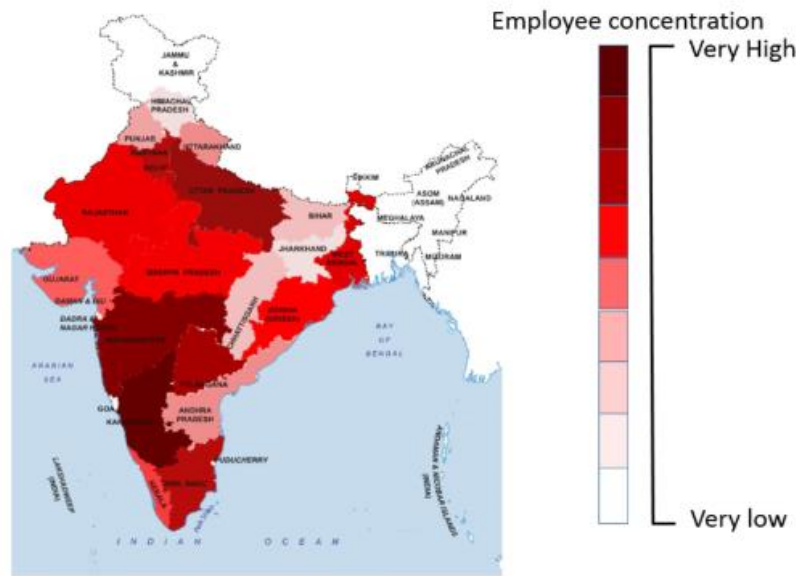 Employee concentration
Very High
Very low
JAMMU
&
KASHMIR
HIMACHAL
PRADESH
PUNJAB
UTTARAKHAND
DELHI
UTTAR PRADESH
RAJASTHAN
SIKKIM
ARUNACHAL
PRADESH
ASOM
(ASSAM)
NAGALAND
MEGHALAYA
MANIPUR
BIHAR
JHARKHAND
WEST
BENGAL
TRIPURA
MIZORAM
GUJARAT
MADHYA PRADESH
CHHATTISGARH
ODISHA
DAMAN & DIU
DADRA &
NAGAR
MAHARASHTRA
BAY
OF
BENGAL
ARABIAN
SEA
TELANGANA
GOA
ANDHRA
PRADESH
PUDUCHERRY
LAKSHADWEEP
(INDIA)
KERALA
TAMIL NADU
ANDAMAN & NICOBAR ISLANDS
(INDIA)
INDIAN OCEAN